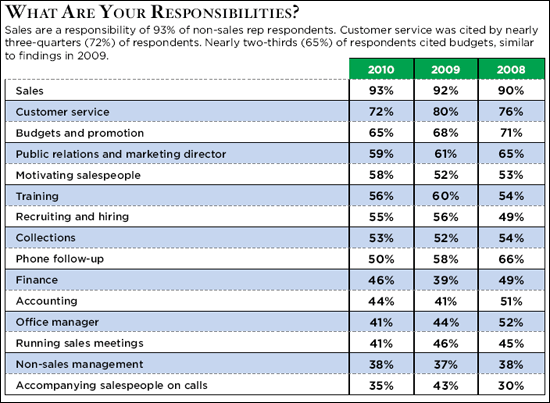 WHAT ARE YOUR RESPONSIBILITIES?
Sales are a responsibility of 93% of non-sales rep respondents. Customer service was cited by nearly
three-quarters (72%) of respondents. Nearly two-thirds (65%) of respondents cited budgets, similar
to findings in 2009.
2010 2009 2008
Sales 93% 92% 90%
Customer service 72% 80% 76%
Budgets and promotion 65% 68% 71%
Public relations and marketing director 59% 61% 65%
Motivating salespeople 58% 52% 53%
Training 56% 60% 54%
Recruiting and hiring 55% 56% 49%
Collections 53% 52% 54%
Phone follow-up 50% 58% 66%
Finance 46% 39% 49%
Accounting 44% 41% 51%
Office manager 41% 44% 52%
Running sales meetings 41% 46% 45%
Non-sales management 38% 37% 38%
Accompanying salespeople on calls 35% 43% 30%